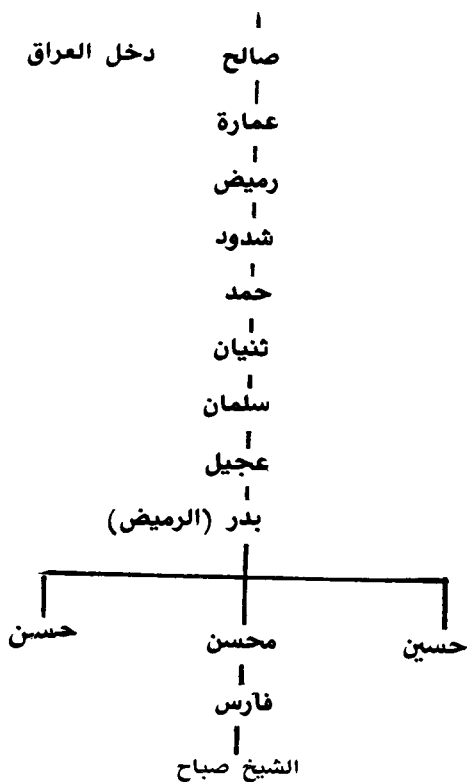 صالح دخل العراق
عمارة
رميض
شدود
حمد
ثنيان
سلمان
عجيل
بدر (الرميض)
حسين محسن حسن
فارس
الشيخ صباح